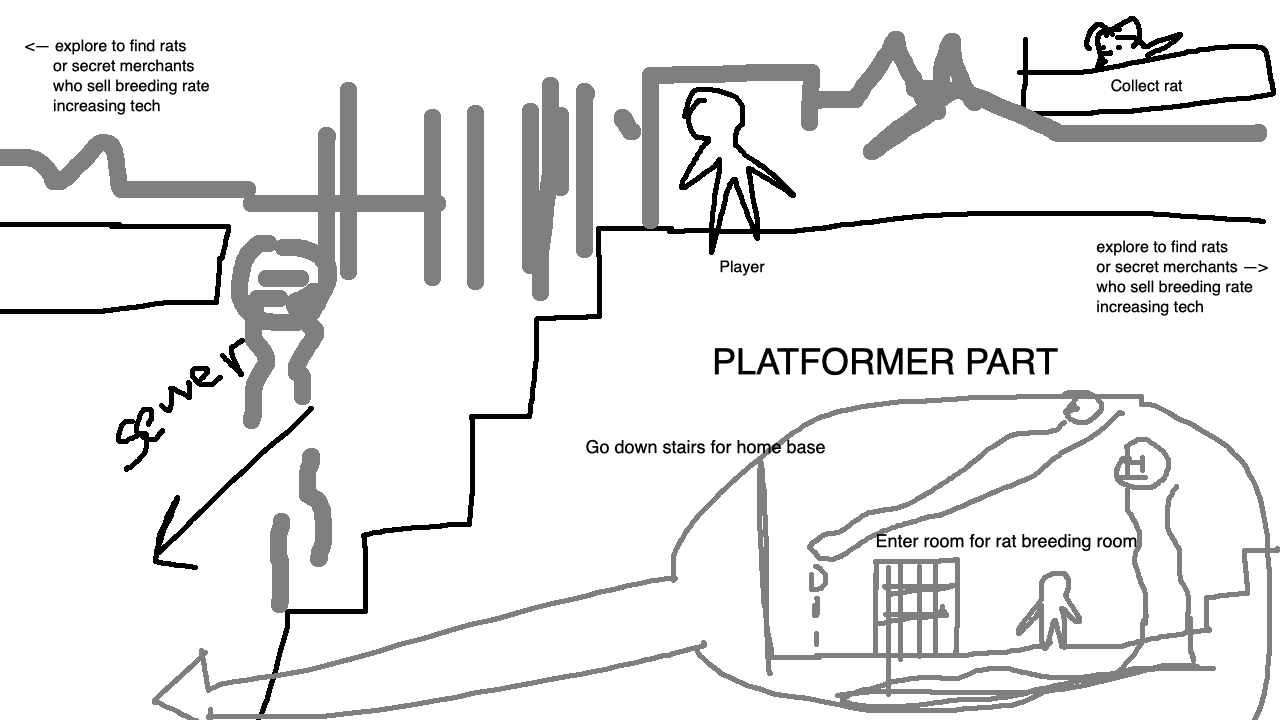 <— explore to find rats
or secret merchants
who sell breeding rate
increasing tech
Collect rat
Player
explore to find rats
or secret merchants —>
who sell breeding rate
increasing tech
sewer
PLATFORMER PART
Go down stairs for home base
Enter room for rat breeding room